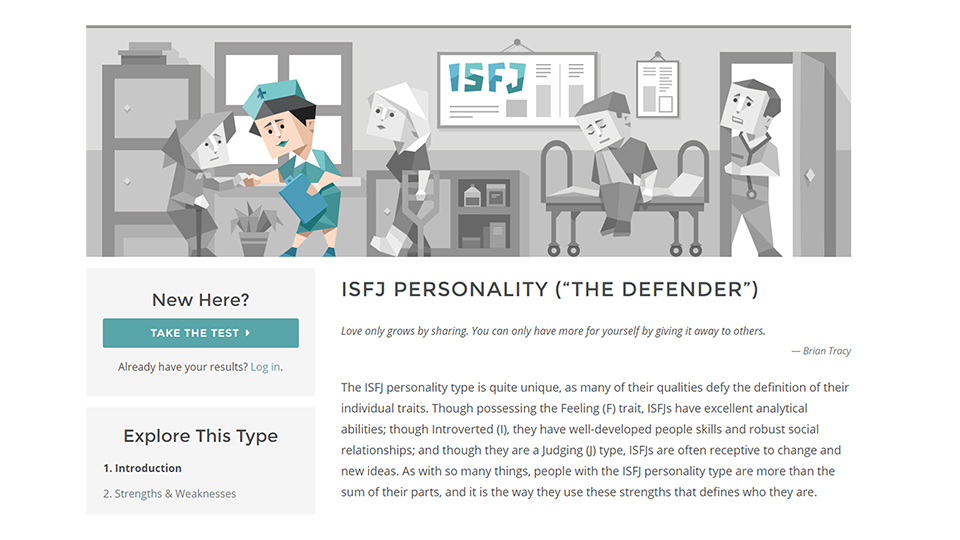 ISFJ
New Here?
TAKE THE TEST
Already have your results? Log in.
Explore This Type
1. Introduction
2. Strengths & Weaknesses
ISFJ PERSONALITY (“THE DEFENDER”)
Love only grows by sharing. You can only have more for yourself by giving it away to others.
— Brian Tracy
The ISFJ personality type is quite unique, as many of their qualities defy the definition of their
individual traits. Though possessing the Feeling (F) trait, ISFJs have excellent analytical
abilities; though Introverted (I), they have well-developed people skills and robust social
relationships; and though they are a Judging (J) type, ISFJs are often receptive to change and
new ideas. As with so many things, people with the ISFJ personality type are more than the
sum of their parts, and it is the way they use these strengths that defines who they are.